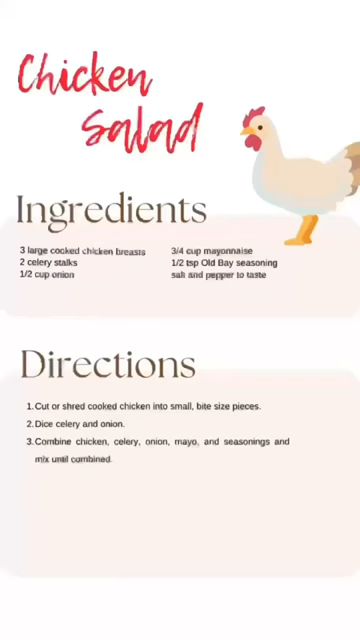 Chicken
Salad
Ingredients
3 large cooked chicken breasts
2 celery stalks
1/2 cup onion
3/4 cup mayonnaise
1/2 tsp Old Bay seasoning
salt and pepper to taste
Directions
1. Cut or shred cooked chicken into small, bite size pieces.
2. Dice celery and onion.
3. Combine chicken, celery, onion, mayo, and seasonings and
mix until combined.